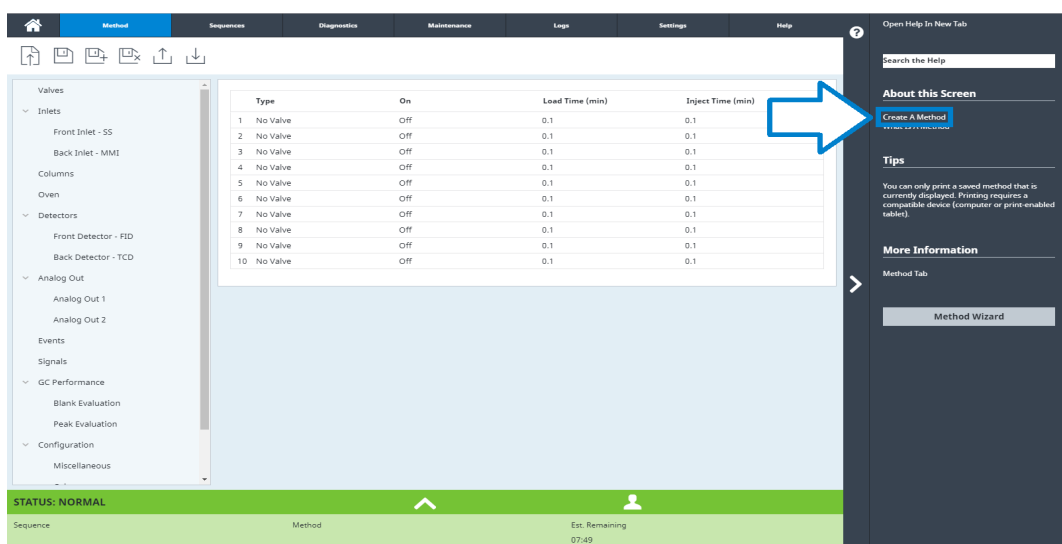 Method Sequences Diagnostics Maintenance Logs Settings Help
Valves
Inlets
Front Inlet - SS
Back Inlet - MMI
Columns
Oven
Detectors
Front Detector - FID
Back Detector - TCD
Analog Out
Analog Out 1
Analog Out 2
Events
Signals
GC Performance
Blank Evaluation
Peak Evaluation
Configuration
Miscellaneous
Type On Load Time (min) Inject Time (min)
1 No Valve Off 0.1 0.1
2 No Valve Off 0.1 0.1
3 No Valve Off 0.1 0.1
4 No Valve Off 0.1 0.1
5 No Valve Off 0.1 0.1
6 No Valve Off 0.1 0.1
7 No Valve Off 0.1 0.1
8 No Valve Off 0.1 0.1
9 No Valve Off 0.1 0.1
10 No Valve Off 0.1 0.1
?
Open Help In New Tab
Search the Help
About this Screen
Create A Method
What Is A Method
Tips
You can only print a saved method that is
currently displayed. Printing requires a
compatible device (computer or print-enabled
tablet).
More Information
Method Tab
Method Wizard
STATUS: NORMAL
Sequence Method Est. Remaining
07:49